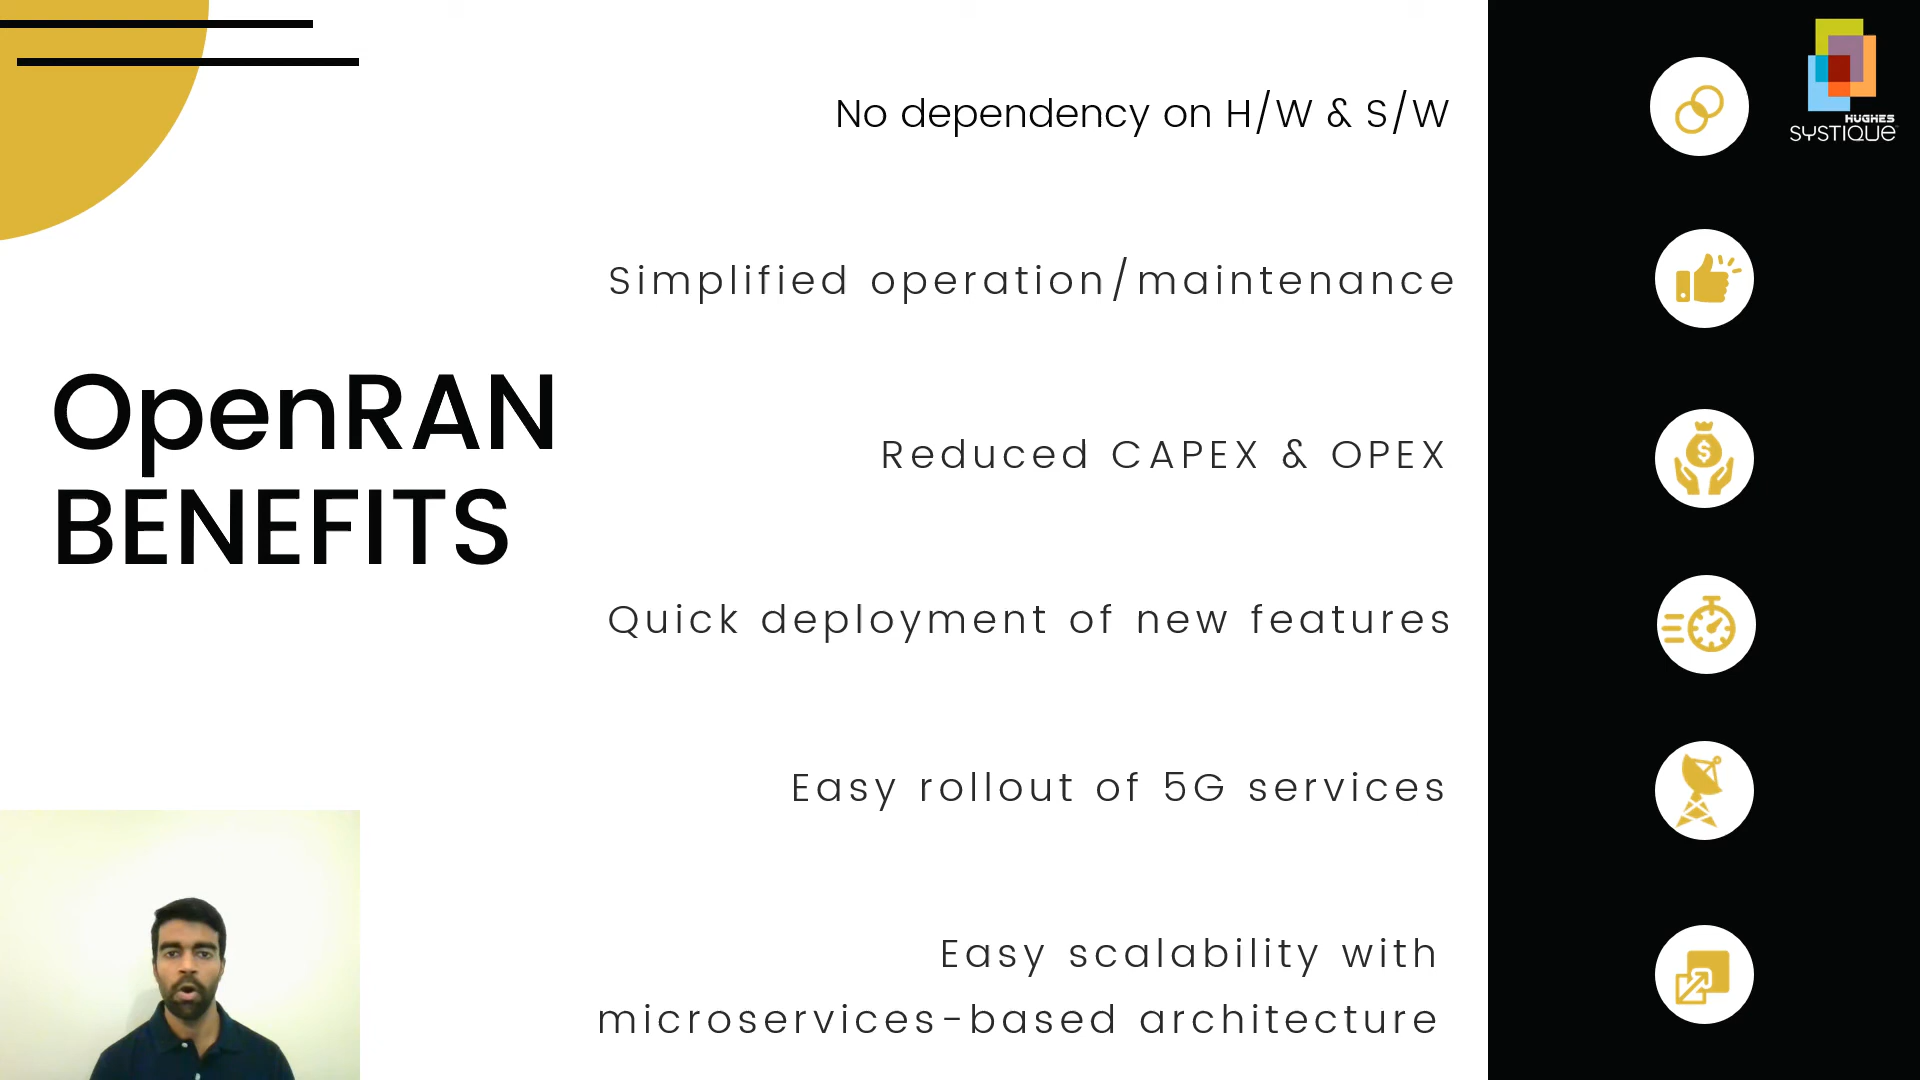 No dependency on H/W & S/W
HUGHES
SYSTIQUE
Simplified operation/maintenance
OpenRAN
BENEFITS
Reduced CAPEX & OPEX
$
Quick deployment of new features
Easy rollout of 5G services
Easy scalability with
microservices-based architecture